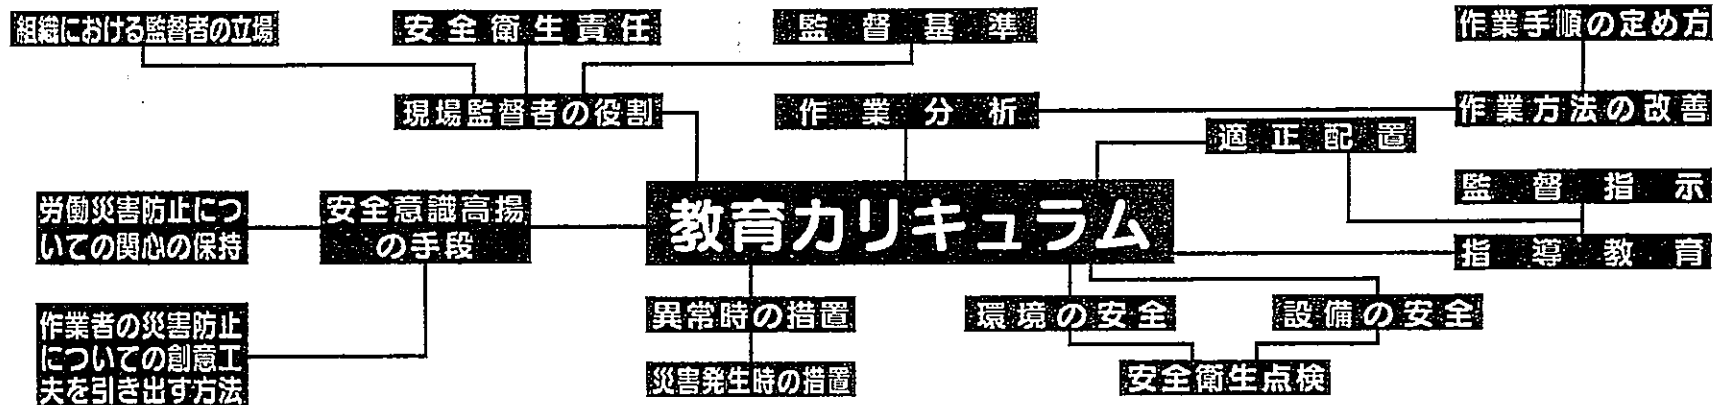 組織における監督者の立場
安全衛生責任
監督基準
作業手順の定め方
現場監督者の役割
作業分析
作業方法の改善
適正配置
労働災害防止につ
いての関心の保持
安全意識高揚
の手段
教育カリキュラム
監督指示
指導教育
異常時の措置
環境の安全
設備の安全
作業者の災害防止
についての創意工
夫を引き出す方法
災害発生時の措置
安全衛生点検